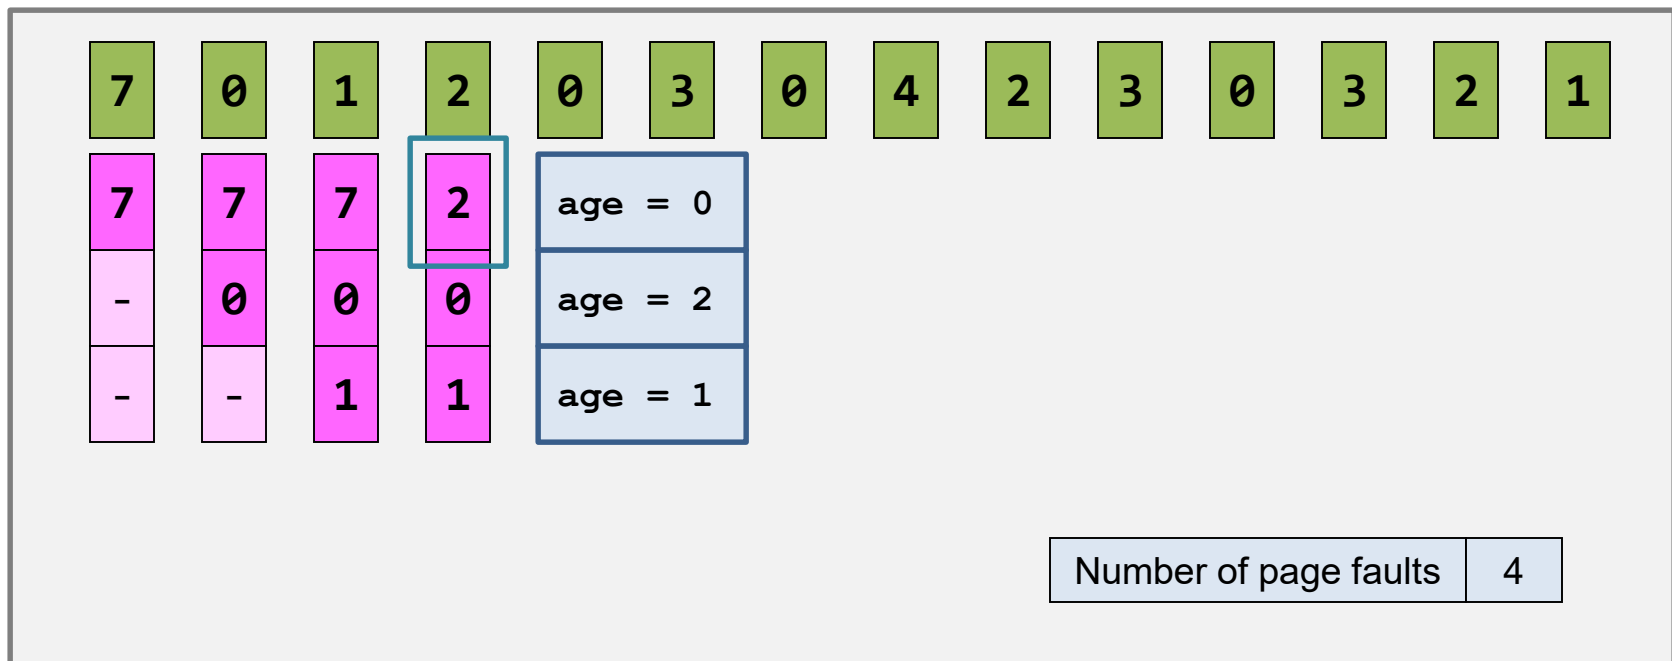 7 0 1 2 0 3 0 4 2 3 0 3 2 1
7 7 7 2 age = 0
- 0 0 0 age = 2
- - 1 1 age = 1
Number of page faults 4